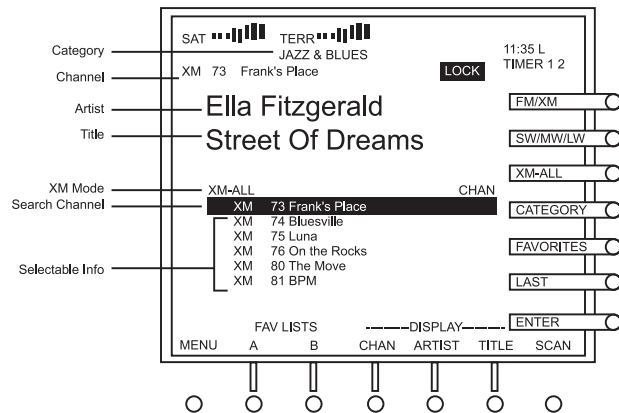 SAT TERR
JAZZ & BLUES
11:35 L
TIMER 1 2
XM 73 Frank's Place LOCK
Ella Fitzgerald
Street Of Dreams
XM-ALL CHAN
XM 73 Frank's Place
XM 74 Bluesville
XM 75 Luna
XM 76 On the Rocks
XM 80 The Move
XM 81 BPM
FAV LISTS DISPLAY
MENU A B CHAN ARTIST TITLE SCAN
Category
Channel
Artist
Title
XM Mode
Search Channel
Selectable Info
FM/XM
SW/MW/LW
XM-ALL
CATEGORY
FAVORITES
LAST
ENTER